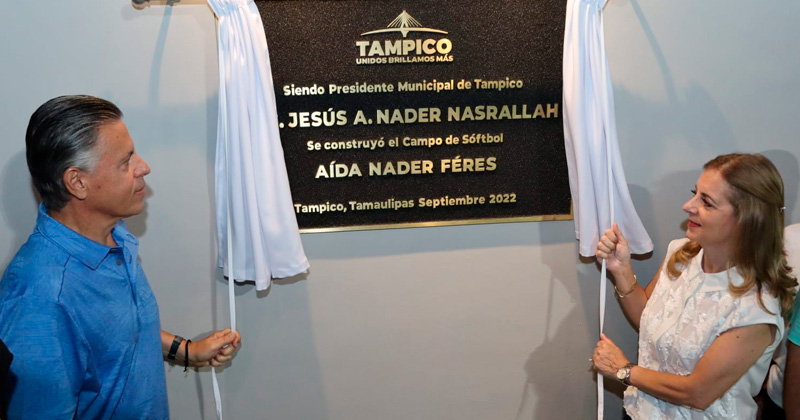 TAMPICO
UNIDOS BRILLAMOS MÁS
Siendo Presidente Municipal de Tampico
. JESÚS A. NADER NASRALLAH
Se construyó el Campo de Sóftbol
AÍDA NADER FÉRES
Tampico, Tamaulipas Septiembre 2022